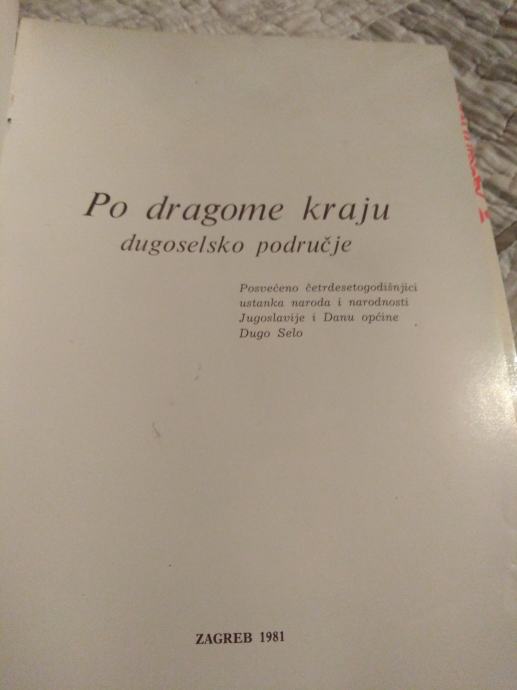 Po dragome kraju
dugoselsko područje
Posvećeno četrdesetogodišnjici
ustanka naroda i narodnosti
Jugoslavije i Danu općine
Dugo Selo
ZAGREB 1981